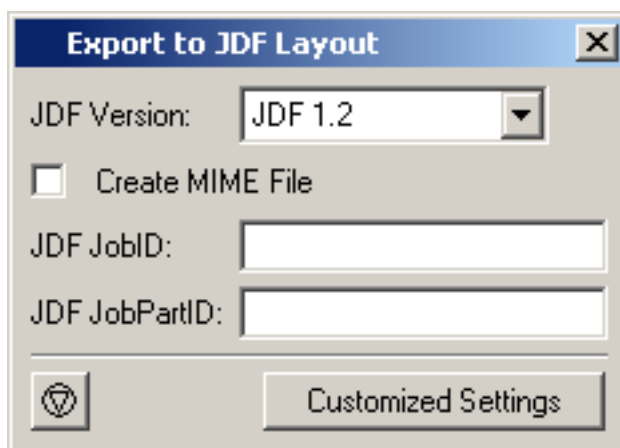 Export to JDF Layout
JDF Version: JDF 1.2
Create MIME File
JDF JobID:
JDF JobPartID:
Customized Settings